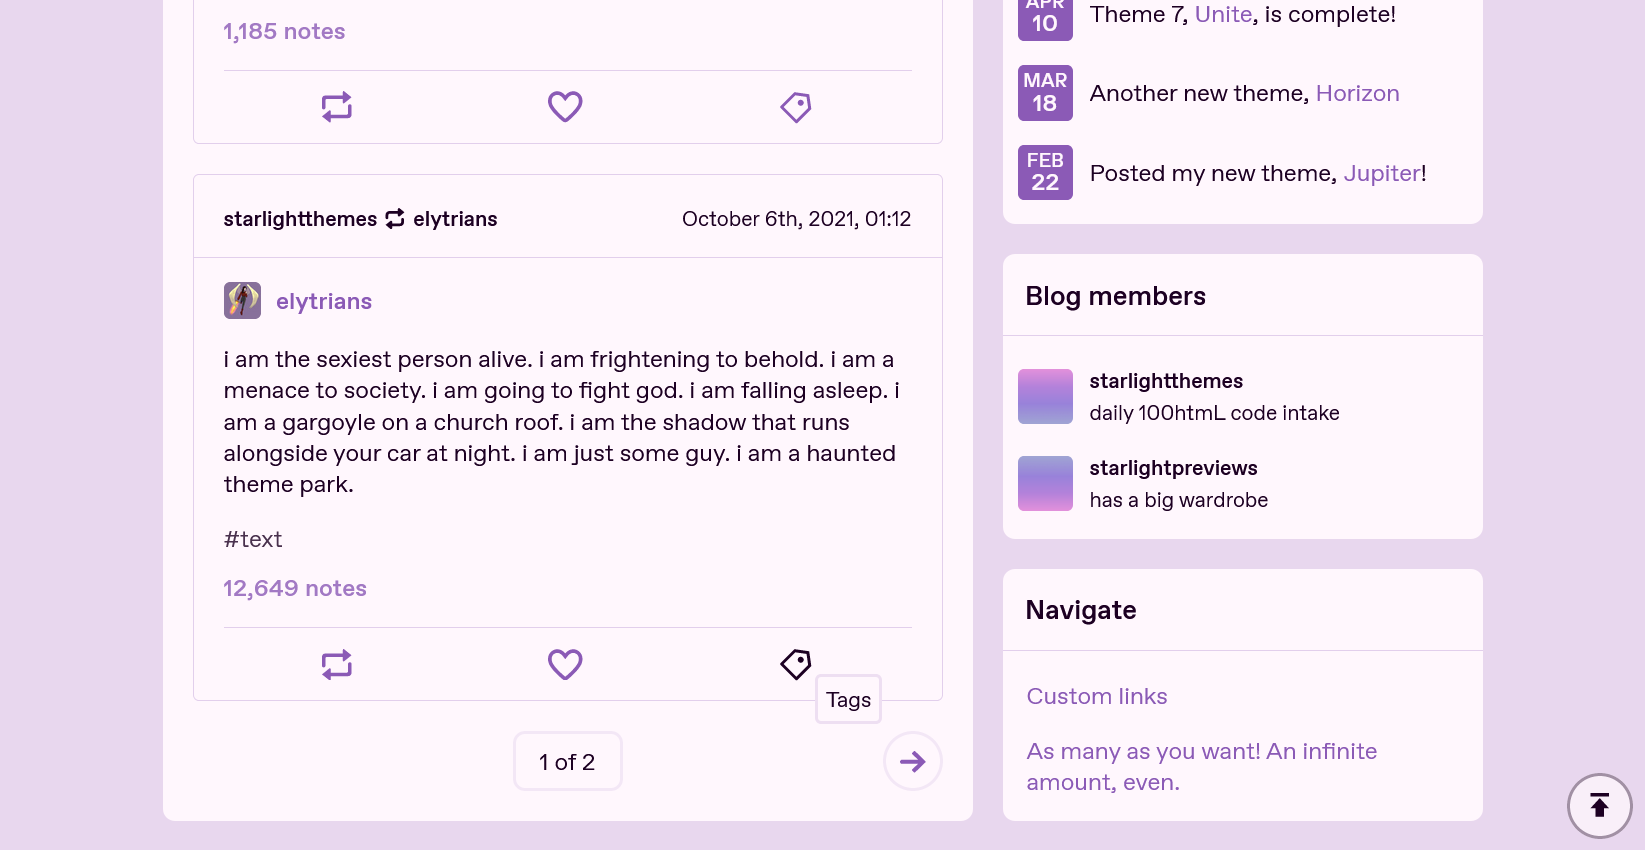 1,185 notes
starlightthemes elytrians
October 6th, 2021, 01:12
elytrians
i am the sexiest person alive. i am frightening to behold. i am a
menace to society. i am going to fight god. i am falling asleep. i
am a gargoyle on a church roof. i am the shadow that runs
alongside your car at night. i am just some guy. i am a haunted
theme park.
#text
12,649 notes
Tags
1 of 2
APR
10
Theme 7, Unite, is complete!
MAR
18
Another new theme, Horizon
FEB
22
Posted my new theme, Jupiter!
Blog members
starlightthemes
daily 100htmL code intake
starlightpreviews
has a big wardrobe
Navigate
Custom links
As many as you want! An infinite
amount, even.